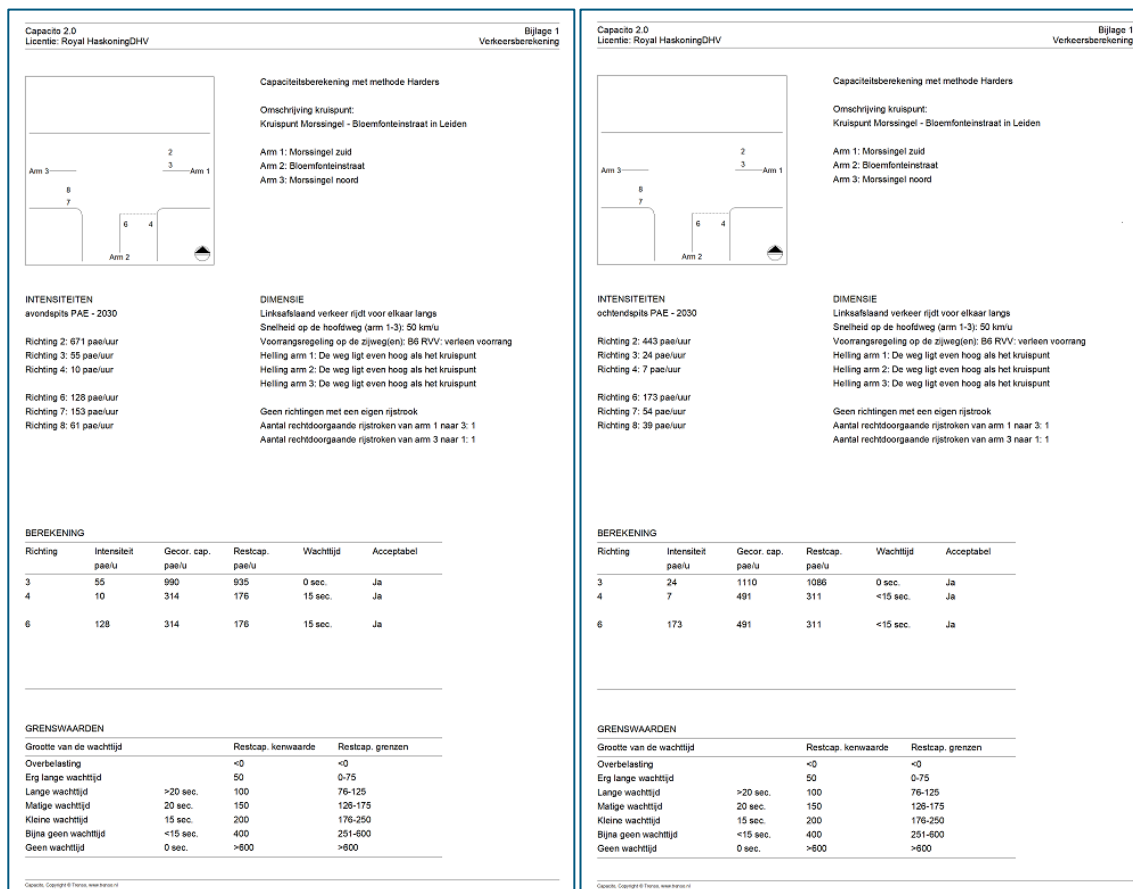 Capacito 2.0
Bijlage 1
Licentie: Royal HaskoningDHV
Verkeersberekening
Capaciteitsberekening met methode Harders
Omschrijving kruispunt:
Kruispunt Morssingel - Bloemfonteinstraat in Leiden
Arm 1: Morssingel zuid
Arm 2: Bloemfonteinstraat
Arm 3: Morssingel noord
2
3
Arm 3
Arm 1
8
7
6 4
Arm 2
INTENSITEITEN
avondspits PAE - 2030
Richting 2: 671 pae/uur
Richting 3: 55 pae/uur
Richting 4: 10 pae/uur
Richting 6: 128 pae/uur
Richting 7: 153 pae/uur
Richting 8: 61 pae/uur
DIMENSIE
Linksafslaand verkeer rijdt voor elkaar langs
Snelheid op de hoofdweg (arm 1-3): 50 km/u
Voorrangsregeling op de zijweg(en): B6 RVV: verleen voorrang
Helling arm 1: De weg ligt even hoog als het kruispunt
Helling arm 2: De weg ligt even hoog als het kruispunt
Helling arm 3: De weg ligt even hoog als het kruispunt
Geen richtingen met een eigen rijstrook
Aantal rechtdoorgaande rijstroken van arm 1 naar 3: 1
Aantal rechtdoorgaande rijstroken van arm 3 naar 1: 1
BEREKENING
Richting Intensiteit Gecor. cap. Restcap. Wachttijd Acceptabel
pae/u pae/u pae/u
3 55 990 935 0 sec. Ja
4 10 314 176 15 sec. Ja
6 128 314 176 15 sec. Ja
GRENSWAARDEN
Grootte van de wachttijd Restcap. kenwaarde Restcap. grenzen
Overbelasting <0 <0
Erg lange wachttijd 50 0-75
Lange wachttijd >20 sec. 100 76-125
Matige wachttijd 20 sec. 150 126-175
Kleine wachttijd 15 sec. 200 176-250
Bijna geen wachttijd <15 sec. 400 251-600
Geen wachttijd 0 sec. >600 >600
Capacito, Copyright © Trenso, www.trenso.nl
Capacito 2.0
Bijlage 1
Licentie: Royal HaskoningDHV
Verkeersberekening
Capaciteitsberekening met methode Harders
Omschrijving kruispunt:
Kruispunt Morssingel - Bloemfonteinstraat in Leiden
Arm 1: Morssingel zuid
Arm 2: Bloemfonteinstraat
Arm 3: Morssingel noord
2
3
Arm 3
Arm 1
8
7
6 4
Arm 2
INTENSITEITEN
ochtendspits PAE - 2030
Richting 2: 443 pae/uur
Richting 3: 24 pae/uur
Richting 4: 7 pae/uur
Richting 6: 173 pae/uur
Richting 7: 54 pae/uur
Richting 8: 39 pae/uur
DIMENSIE
Linksafslaand verkeer rijdt voor elkaar langs
Snelheid op de hoofdweg (arm 1-3): 50 km/u
Voorrangsregeling op de zijweg(en): B6 RVV: verleen voorrang
Helling arm 1: De weg ligt even hoog als het kruispunt
Helling arm 2: De weg ligt even hoog als het kruispunt
Helling arm 3: De weg ligt even hoog als het kruispunt
Geen richtingen met een eigen rijstrook
Aantal rechtdoorgaande rijstroken van arm 1 naar 3: 1
Aantal rechtdoorgaande rijstroken van arm 3 naar 1: 1
BEREKENING
Richting Intensiteit Gecor. cap. Restcap. Wachttijd Acceptabel
pae/u pae/u pae/u
3 24 1110 1086 0 sec. Ja
4 7 491 311 <15 sec. Ja
6 173 491 311 <15 sec. Ja
GRENSWAARDEN
Grootte van de wachttijd Restcap. kenwaarde Restcap. grenzen
Overbelasting <0 <0
Erg lange wachttijd 50 0-75
Lange wachttijd >20 sec. 100 76-125
Matige wachttijd 20 sec. 150 126-175
Kleine wachttijd 15 sec. 200 176-250
Bijna geen wachttijd <15 sec. 400 251-600
Geen wachttijd 0 sec. >600 >600
Capacito, Copyright © Trenso, www.trenso.nl